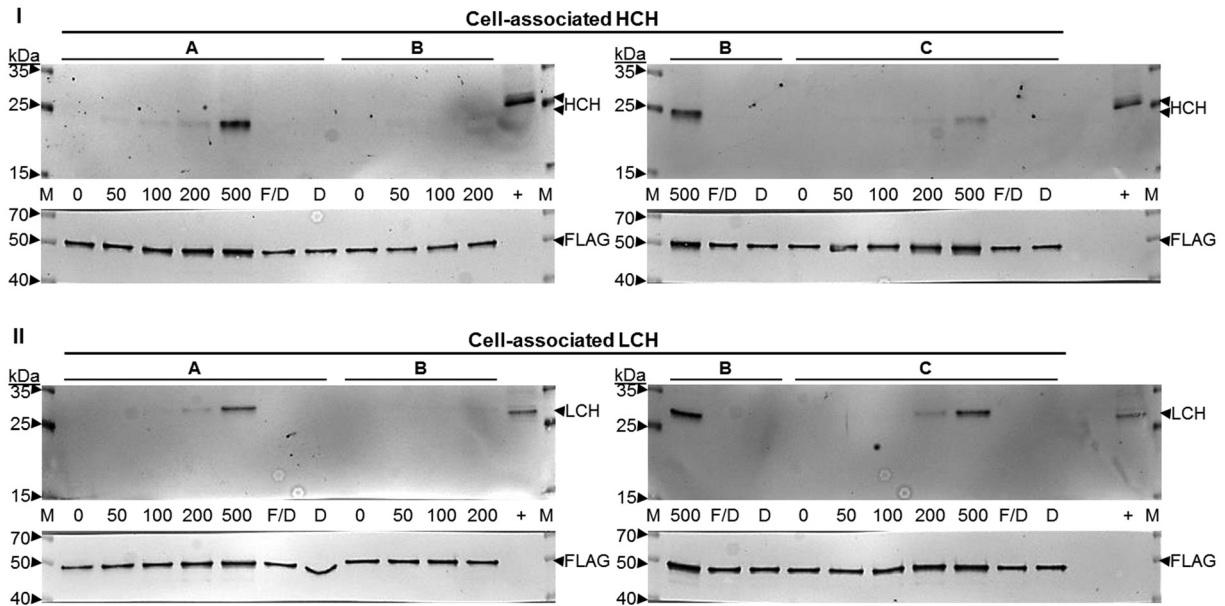 I
Cell-associated HCH
A B B C
kDa kDa
35 35
25 HCH 25 HCH
15 15
M 0 50 100 200 500 F/D D 0 50 100 200 + M M 500 F/D D 0 50 100 200 500 F/D D + M
70 70
50 FLAG 50 FLAG
40 40
II
Cell-associated LCH
A B B C
kDa kDa
35 35
25 LCH 25 LCH
15 15
M 0 50 100 200 500 F/D D 0 50 100 200 + M M 500 F/D D 0 50 100 200 500 F/D D + M
70 70
50 FLAG 50 FLAG
40 40